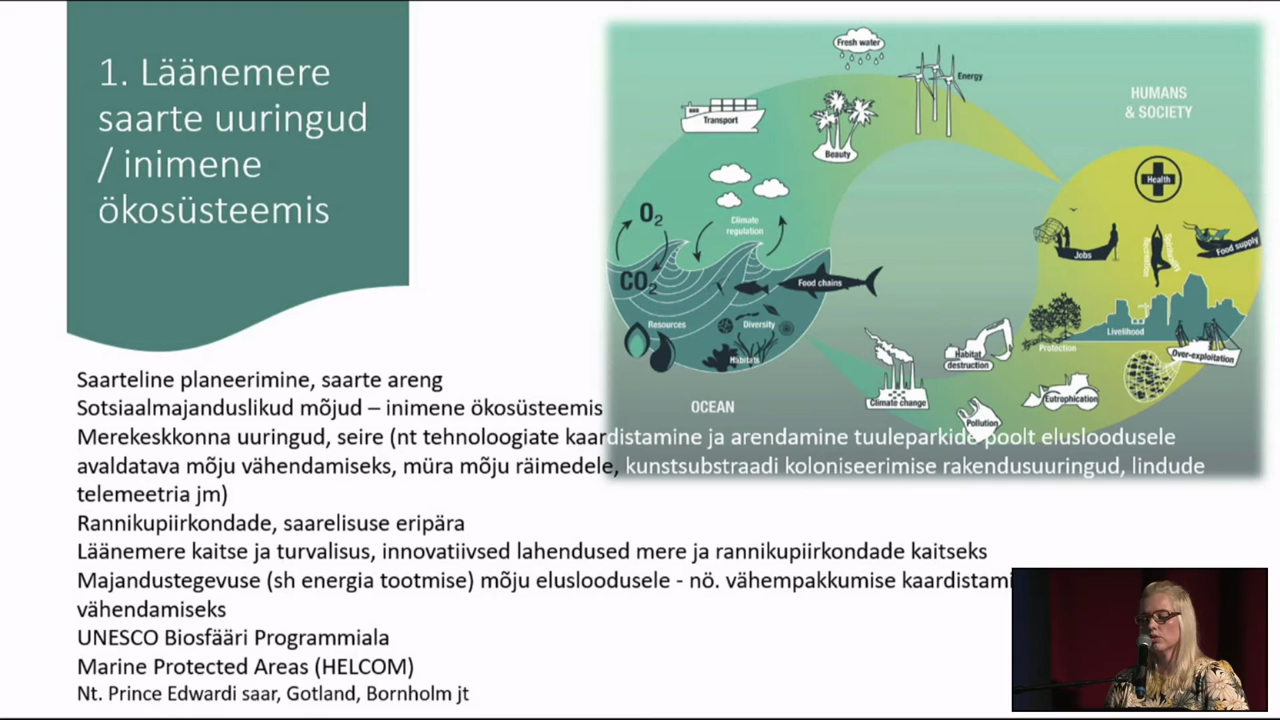 1. Läänemere
saarte uuringud
/ inimene
ökosüsteemis
Fresh water
Energy
HUMANS
& SOCIETY
Transport
Beauty
Health
O2
Climate
regulation
Jobs
Food supply
CO2
Food chains
Resources
Diversity
Habitats
Livelihood
Protection
Over-exploitation
Habitat
destruction
Climate change
Eutrophication
Pollution
OCEAN
Saarteline planeerimine, saarte areng
Sotsiaalmajanduslikud mõjud – inimene ökosüsteemis
Merekeskkonna uuringud, seire (nt tehnoloogiate kaardistamine ja arendamine tuuleparkide poolt elusloodusele
avaldatava mõju vähendamiseks, müra mõju räimedele, kunstsubstraadi koloniseerimise rakendusuuringud, lindude
telemeetria jm)
Rannikupiirkondade, saarelisuse eripära
Läänemere kaitse ja turvalisus, innovatiivsed lahendused mere ja rannikupiirkondade kaitseks
Majandustegevuse (sh energia tootmise) mõju elusloodusele - nö. vähempakkumise kaardistami
vähendamiseks
UNESCO Biosfääri Programmiala
Marine Protected Areas (HELCOM)
Nt. Prince Edwardi saar, Gotland, Bornholm jt